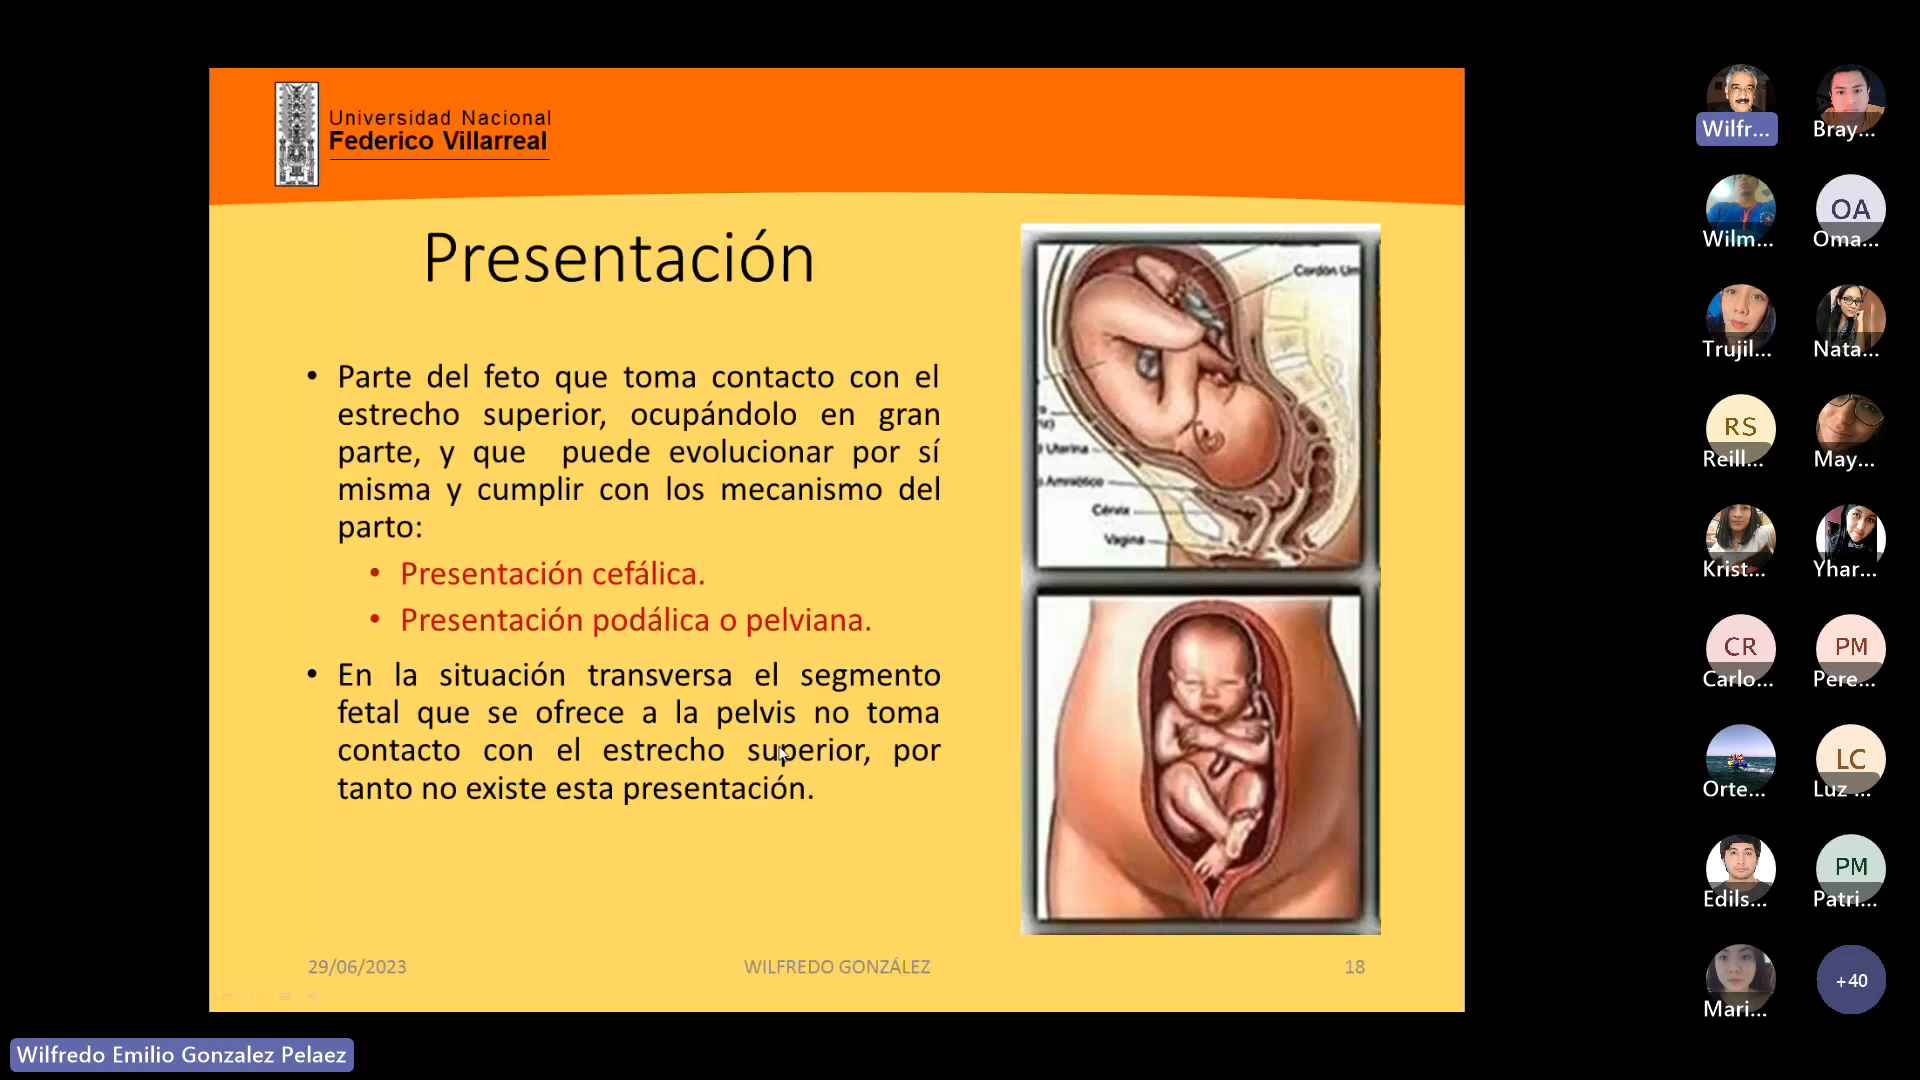 Universidad Nacional
Federico Villarreal
Presentación
• Parte del feto que toma contacto con el
estrecho superior, ocupándolo en gran
parte, y que puede evolucionar por sí
misma y cumplir con los mecanismo del
parto:
• Presentación cefálica.
• Presentación podálica o pelviana.
• En la situación transversa el segmento
fetal que se ofrece a la pelvis no toma
contacto con el estrecho superior, por
tanto no existe esta presentación.
Cordón Um
Uterina
Amniótico
Cérvix
Vagina
29/06/2023
WILFREDO GONZÁLEZ
18
Wilfr...
Bray...
Wilm...
OA
Oma...
Trujil...
Nata...
RS
Reill...
May...
Krist...
Yhar...
CR
Carlo...
PM
Pere...
Orte...
LC
Luz ...
Edils...
PM
Patri...
Mari...
+40
Wilfredo Emilio Gonzalez Pelaez